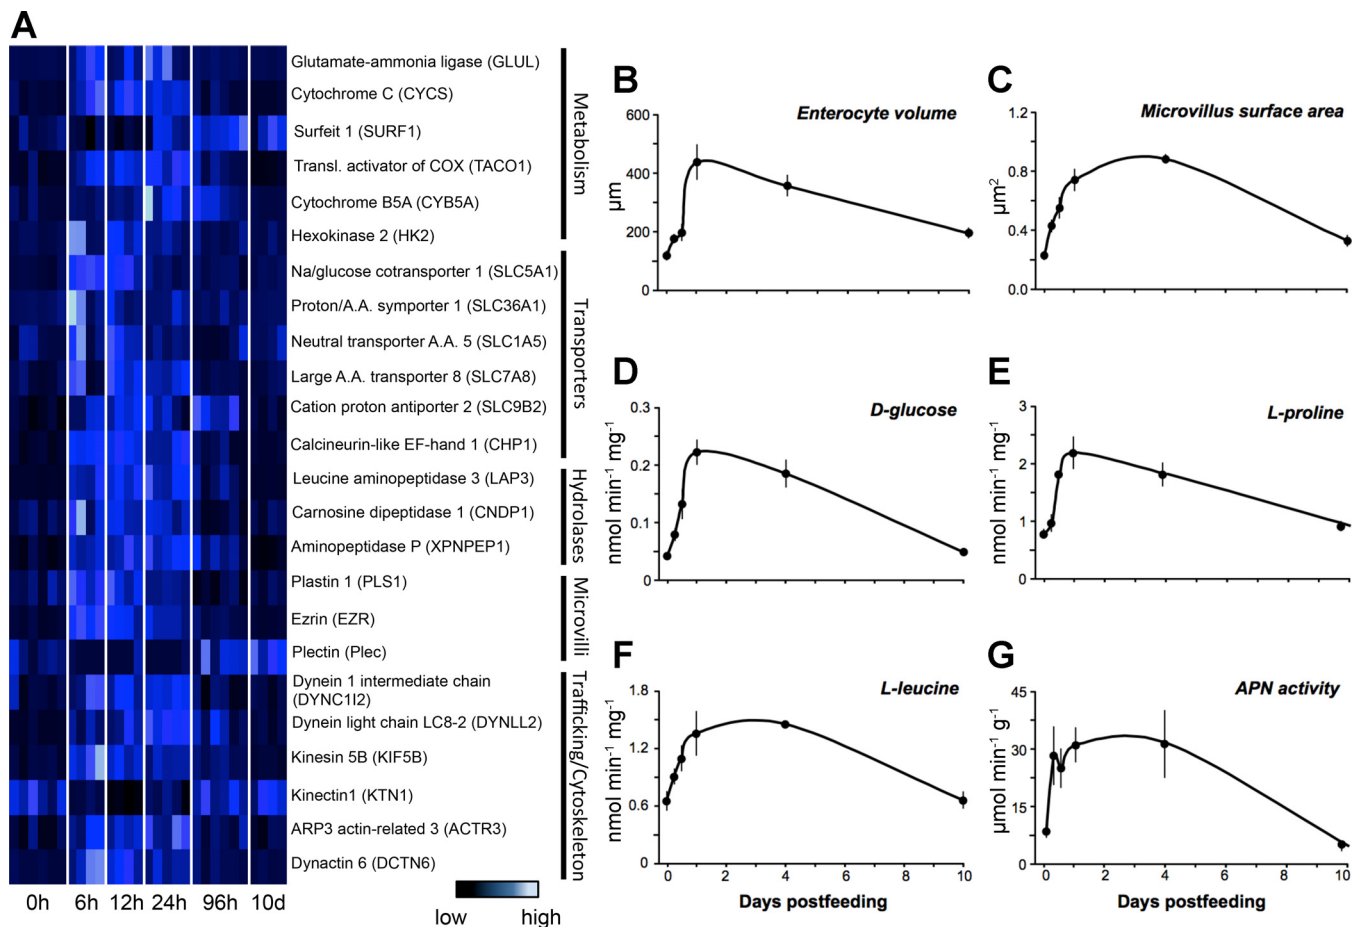 A
Glutamate-ammonia ligase (GLUL)
Cytochrome C (CYCS)
Surfeit 1 (SURF1)
Transl. activator of COX (TACO1)
Cytochrome B5A (CYB5A)
Hexokinase 2 (HK2)
Metabolism
Na/glucose cotransporter 1 (SLC5A1)
Proton/A.A. symporter 1 (SLC36A1)
Neutral transporter A.A. 5 (SLC1A5)
Large A.A. transporter 8 (SLC7A8)
Cation proton antiporter 2 (SLC9B2)
Calcineurin-like EF-hand 1 (CHP1)
Transporters
Leucine aminopeptidase 3 (LAP3)
Carnosine dipeptidase 1 (CNDP1)
Aminopeptidase P (XPNPEP1)
Hydrolases
Plastin 1 (PLS1)
Ezrin (EZR)
Plectin (Plec)
Microvilli
Dynein 1 intermediate chain
(DYNC1I2)
Dynein light chain LC8-2 (DYNLL2)
Kinesin 5B (KIF5B)
Kinectin1 (KTN1)
ARP3 actin-related 3 (ACTR3)
Dynactin 6 (DCTN6)
Trafficking/Cytoskeleton
0h 6h 12h 24h 96h 10d
low high
B
Enterocyte volume
µm
600
400
200
0
C
Microvillus surface area
µm²
1.2
0.8
0.4
0.0
D
D-glucose
nmol min⁻¹ mg⁻¹
0.3
0.2
0.1
0
E
L-proline
nmol min⁻¹ mg⁻¹
3
2
1
0
F
L-leucine
nmol min⁻¹ mg⁻¹
1.8
1.2
0.6
0
0 2 4 6 8 10
Days postfeeding
G
APN activity
µmol min⁻¹ g⁻¹
45
30
15
0
0 2 4 6 8 10
Days postfeeding